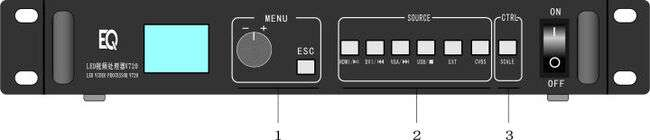 EQ
LED视频处理器V720
LED VIDEO PROCESSOR V720
MENU
− +
ESC
SOURCE
HDMI/⏯
DVI/⏮
VGA/⏭
USB/⏹
EXT
CVBS
CTRL
SCALE
ON
OFF
1
2
3